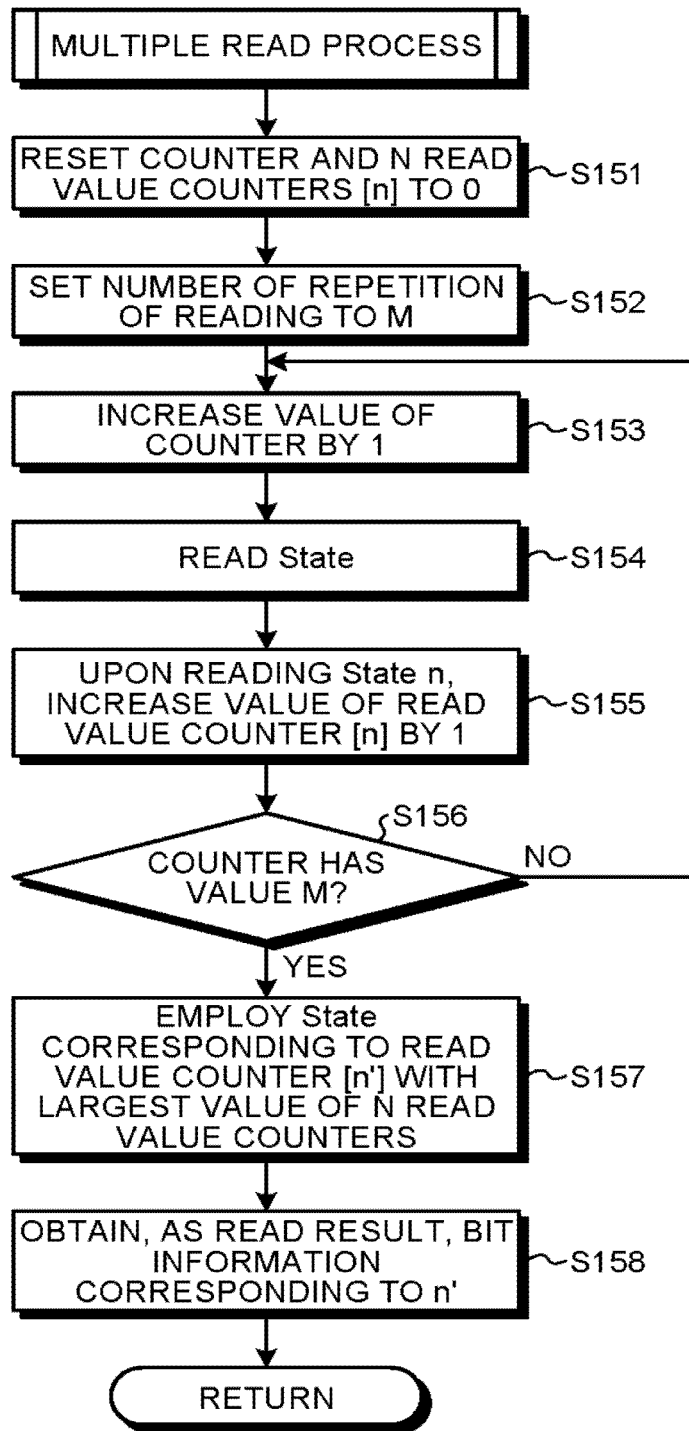 MULTIPLE READ PROCESS
RESET COUNTER AND N READ
VALUE COUNTERS [n] TO 0
S151
SET NUMBER OF REPETITION
OF READING TO M
S152
INCREASE VALUE OF
COUNTER BY 1
S153
READ State
S154
UPON READING State n,
INCREASE VALUE OF READ
VALUE COUNTER [n] BY 1
S155
S156
COUNTER HAS
VALUE M?
NO
YES
EMPLOY State
CORRESPONDING TO READ
VALUE COUNTER [n'] WITH
LARGEST VALUE OF N READ
VALUE COUNTERS
S157
OBTAIN, AS READ RESULT, BIT
INFORMATION
CORRESPONDING TO n'
S158
RETURN